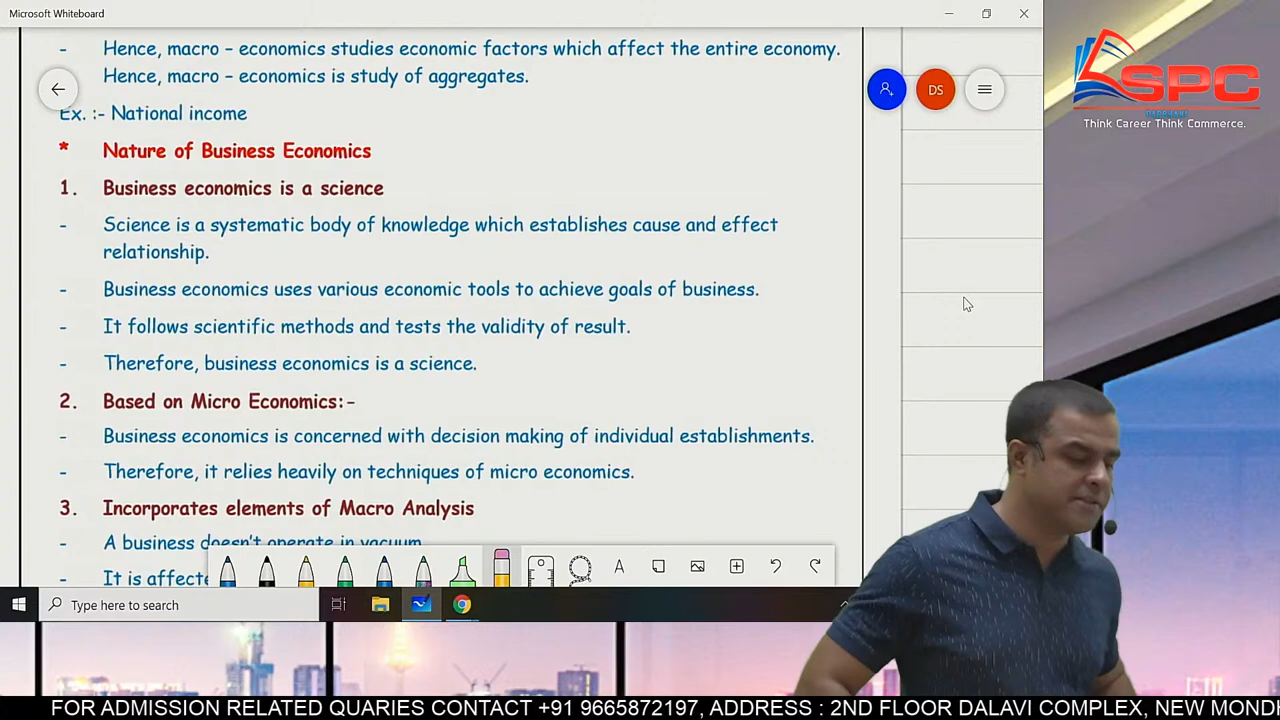 Microsoft Whiteboard
- Hence, macro – economics studies economic factors which affect the entire economy.
Hence, macro – economics is study of aggregates.
Ex. :- National income
* Nature of Business Economics
1. Business economics is a science
- Science is a systematic body of knowledge which establishes cause and effect
relationship.
- Business economics uses various economic tools to achieve goals of business.
- It follows scientific methods and tests the validity of result.
- Therefore, business economics is a science.
2. Based on Micro Economics:-
- Business economics is concerned with decision making of individual establishments.
- Therefore, it relies heavily on techniques of micro economics.
3. Incorporates elements of Macro Analysis
- A business doesn't operate in vacuum
- It is affecte
DS
SPC
Think Career Think Commerce.
A
Type here to search
FOR ADMISSION RELATED QUARIES CONTACT +91 9665872197, ADDRESS : 2ND FLOOR DALAVI COMPLEX, NEW MONDH